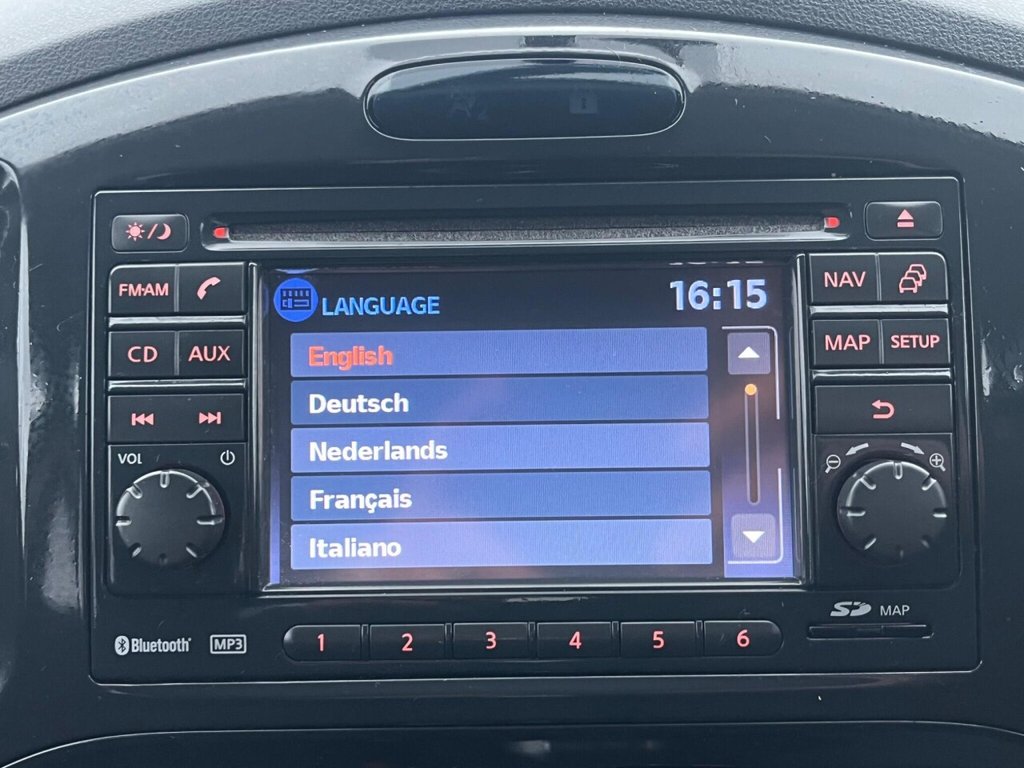 FM·AM
CD AUX
VOL
LANGUAGE 16:15
English
Deutsch
Nederlands
Français
Italiano
NAV
MAP SETUP
SD MAP
Bluetooth MP3
1 2 3 4 5 6